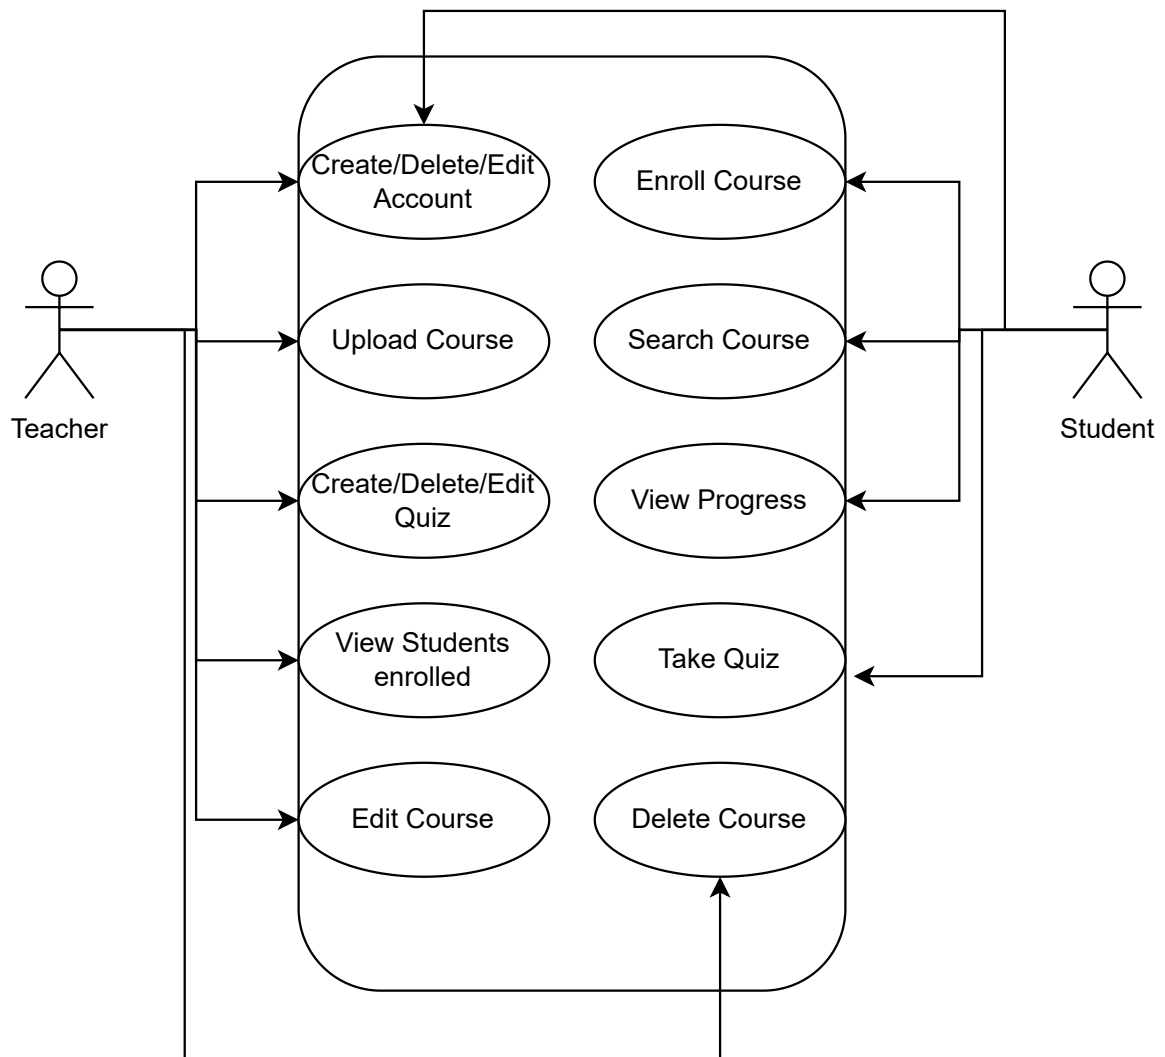 Create/Delete/Edit
Account
Enroll Course
Upload Course
Search Course
Teacher
Student
Create/Delete/Edit
Quiz
View Progress
View Students
enrolled
Take Quiz
Edit Course
Delete Course